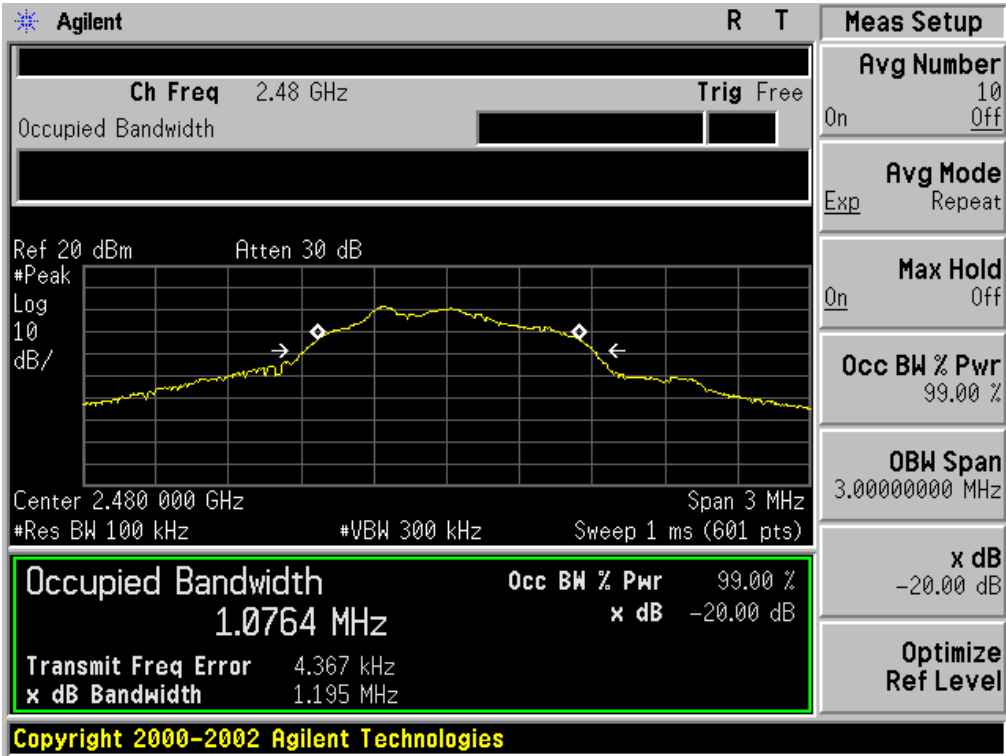 Agilent R T
Meas Setup
Ch Freq 2.48 GHz Trig Free
Occupied Bandwidth
Ref 20 dBm Atten 30 dB
#Peak
Log
10
dB/
Center 2.480 000 GHz Span 3 MHz
#Res BW 100 kHz #VBW 300 kHz Sweep 1 ms (601 pts)
Occupied Bandwidth
1.0764 MHz
Occ BW % Pwr 99.00 %
x dB -20.00 dB
Transmit Freq Error 4.367 kHz
x dB Bandwidth 1.195 MHz
Copyright 2000-2002 Agilent Technologies
Avg Number
10
On Off
Avg Mode
Exp Repeat
Max Hold
On Off
Occ BW % Pwr
99.00 %
OBW Span
3.00000000 MHz
x dB
-20.00 dB
Optimize
Ref Level